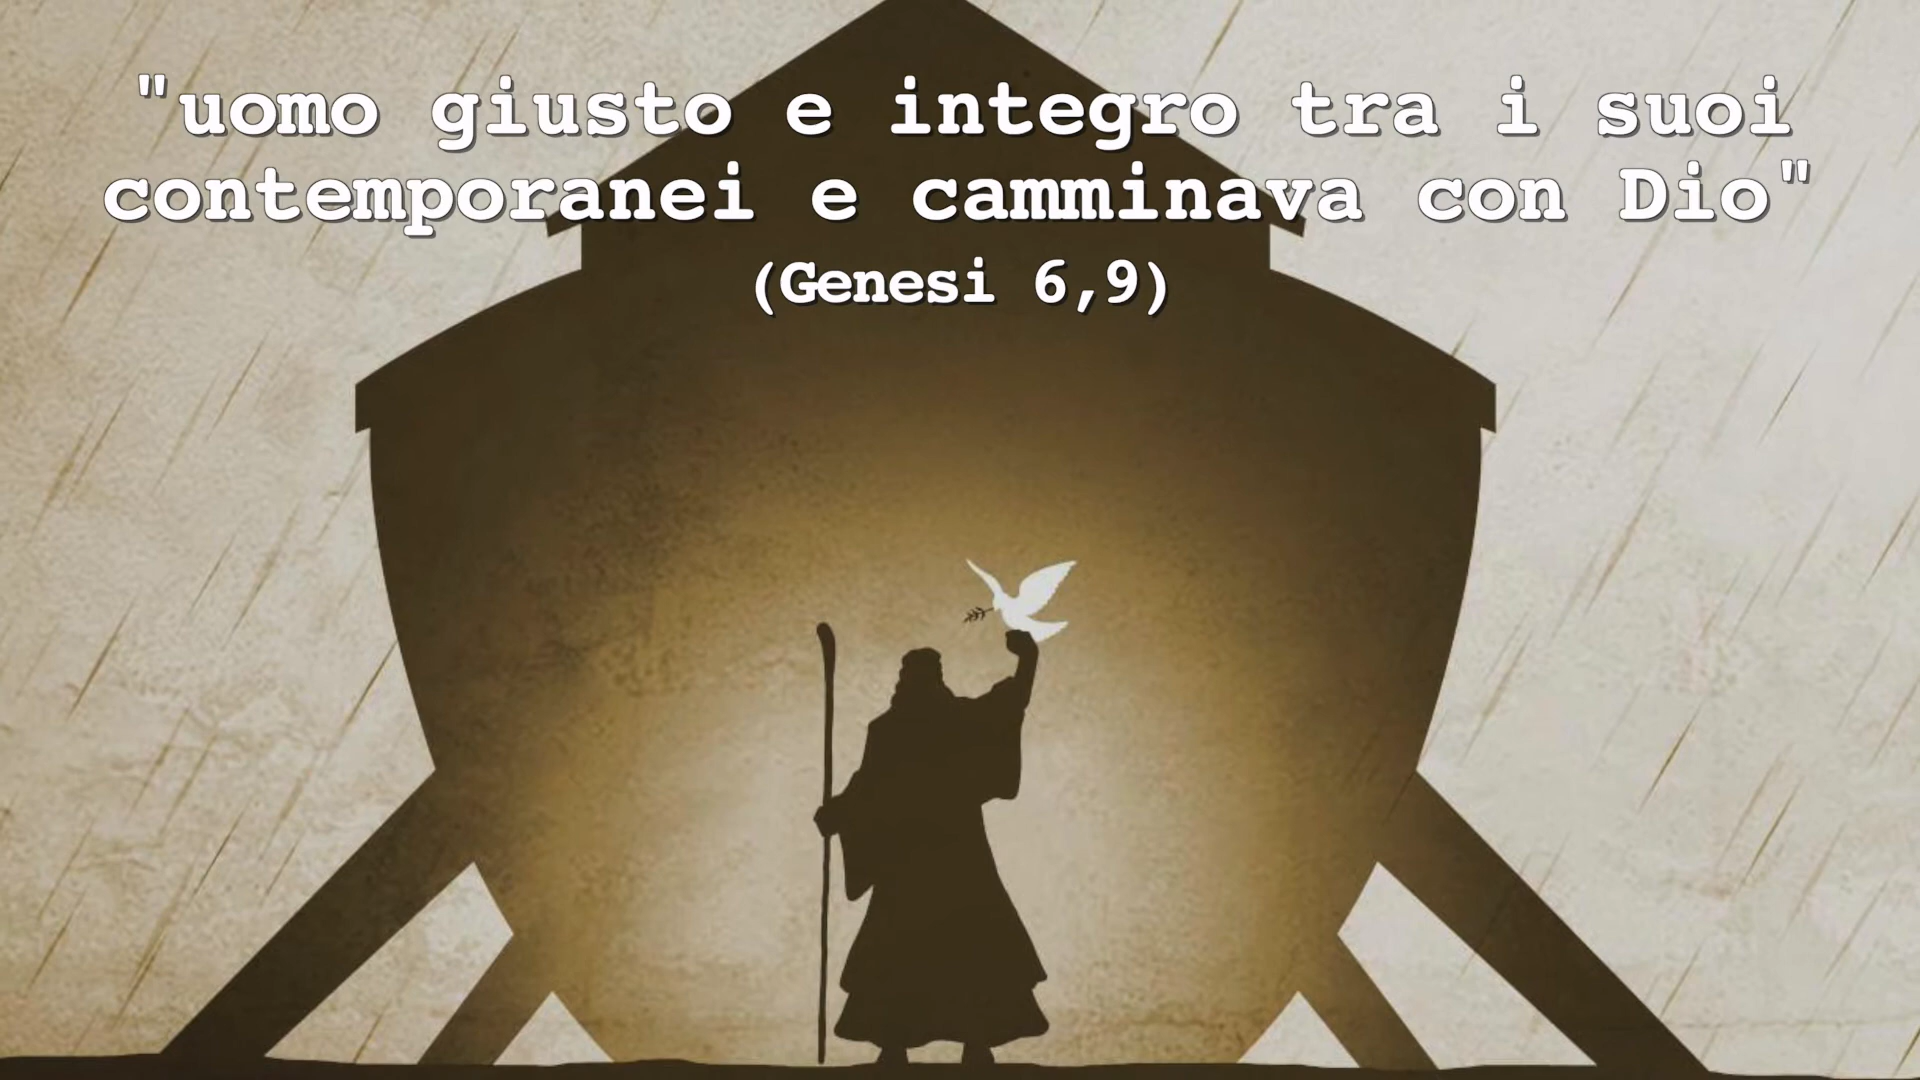 "uomo giusto e integro tra i suoi
contemporanei e camminava con Dio"
(Genesi 6,9)